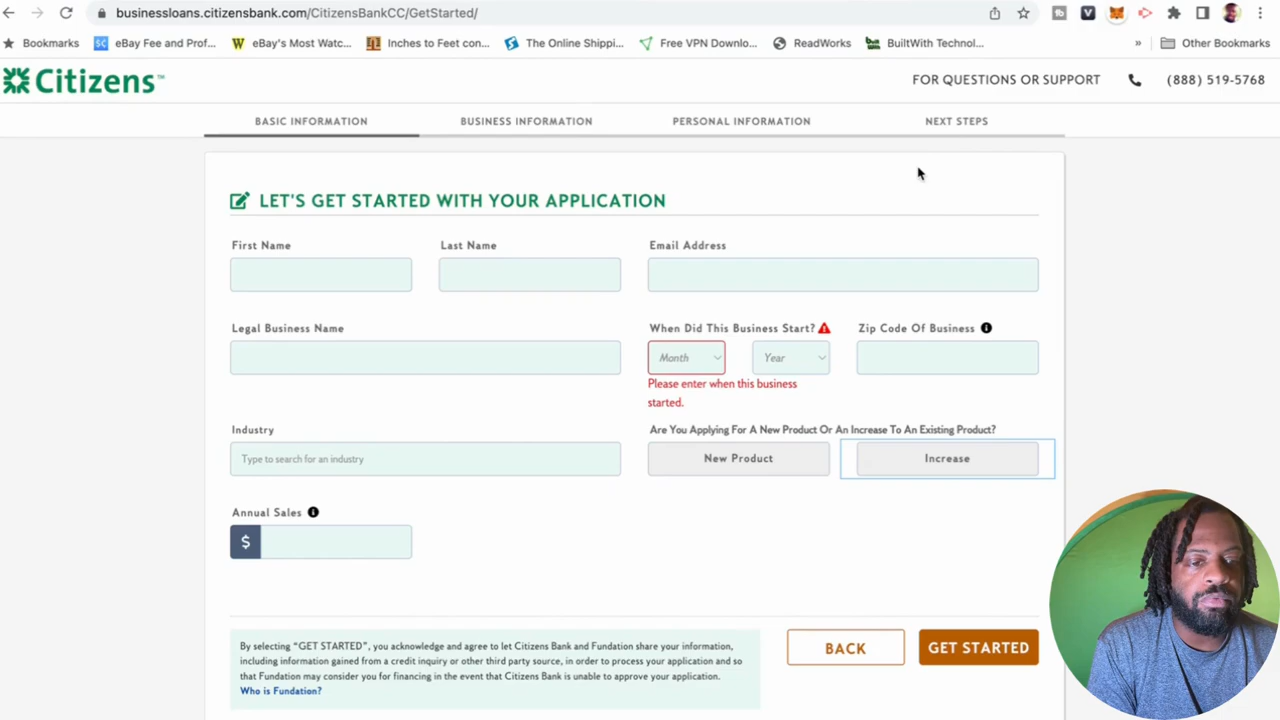 businessloans.citizensbank.com/CitizensBankCC/GetStarted/
Bookmarks
eBay Fee and Prof...
eBay's Most Watc...
Inches to Feet con...
The Online Shippi...
Free VPN Downlo...
ReadWorks
BuiltWith Technol...
»
Other Bookmarks
Citizens™
FOR QUESTIONS OR SUPPORT
(888) 519-5768
BASIC INFORMATION
BUSINESS INFORMATION
PERSONAL INFORMATION
NEXT STEPS
LET'S GET STARTED WITH YOUR APPLICATION
First Name
Last Name
Email Address
Legal Business Name
When Did This Business Start?
Zip Code Of Business
Month
Year
Please enter when this business
started.
Industry
Are You Applying For A New Product Or An Increase To An Existing Product?
Type to search for an industry
New Product
Increase
Annual Sales
$
By selecting "GET STARTED", you acknowledge and agree to let Citizens Bank and Fundation share your information,
including information gained from a credit inquiry or other third party source, in order to process your application and so
that Fundation may consider you for financing in the event that Citizens Bank is unable to approve your application.
Who is Fundation?
BACK
GET STARTED